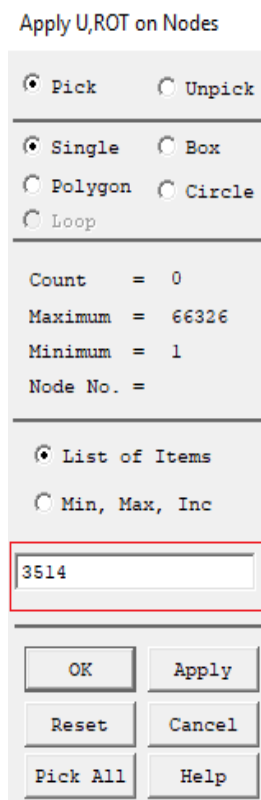 Apply U,ROT on Nodes
Pick Unpick
Single Box
Polygon Circle
Loop
Count = 0
Maximum = 66326
Minimum = 1
Node No. =
List of Items
Min, Max, Inc
3514
OK Apply
Reset Cancel
Pick All Help